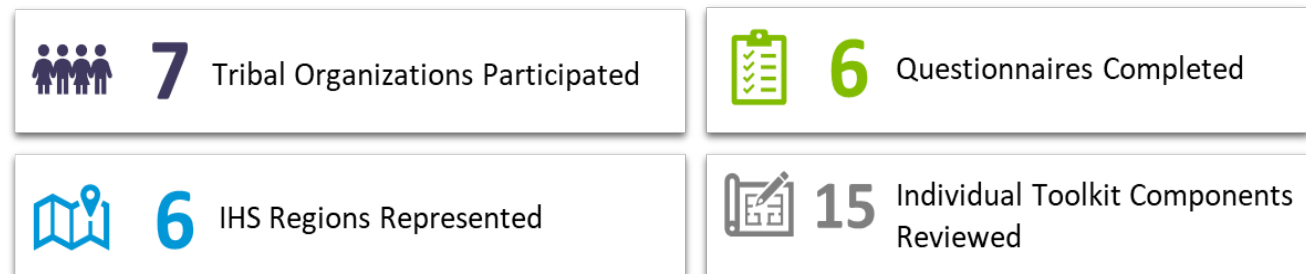 7 Tribal Organizations Participated
6 Questionnaires Completed
6 IHS Regions Represented
15 Individual Toolkit Components
Reviewed